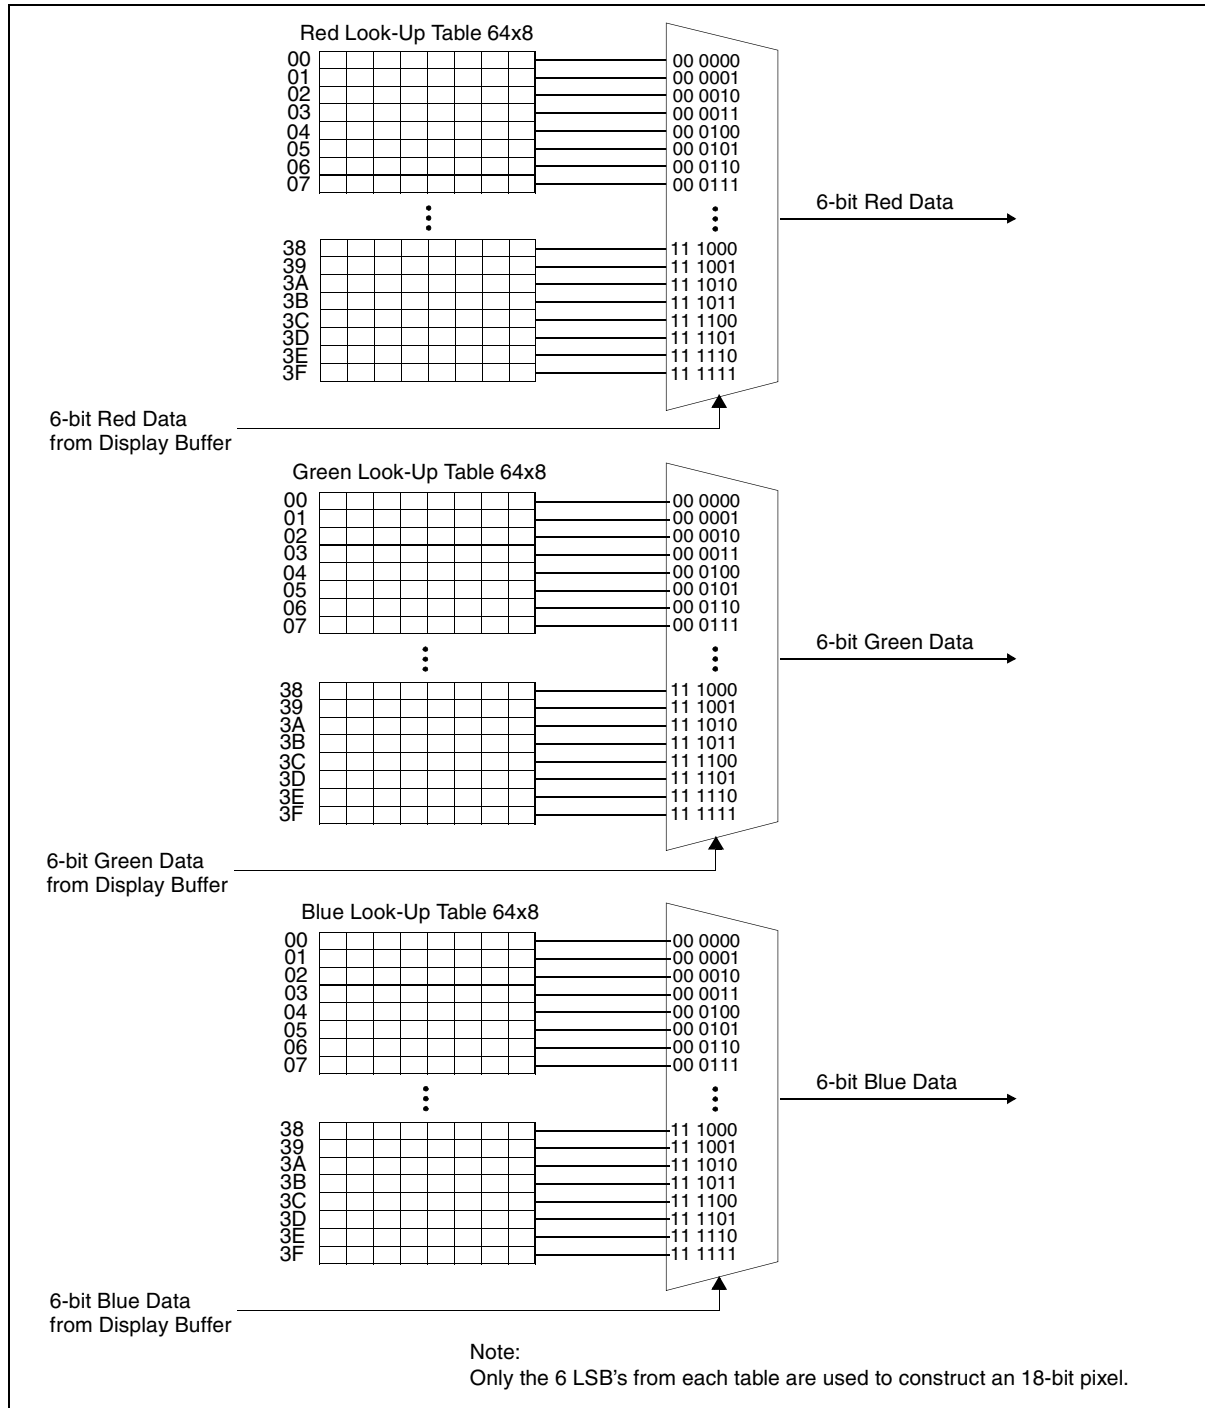 Red Look-Up Table 64x8
00 00 0000
01 00 0001
02 00 0010
03 00 0011
04 00 0100
05 00 0101
06 00 0110
07 00 0111
6-bit Red Data
38 11 1000
39 11 1001
3A 11 1010
3B 11 1011
3C 11 1100
3D 11 1101
3E 11 1110
3F 11 1111
6-bit Red Data
from Display Buffer
Green Look-Up Table 64x8
00 00 0000
01 00 0001
02 00 0010
03 00 0011
04 00 0100
05 00 0101
06 00 0110
07 00 0111
6-bit Green Data
38 11 1000
39 11 1001
3A 11 1010
3B 11 1011
3C 11 1100
3D 11 1101
3E 11 1110
3F 11 1111
6-bit Green Data
from Display Buffer
Blue Look-Up Table 64x8
00 00 0000
01 00 0001
02 00 0010
03 00 0011
04 00 0100
05 00 0101
06 00 0110
07 00 0111
6-bit Blue Data
38 11 1000
39 11 1001
3A 11 1010
3B 11 1011
3C 11 1100
3D 11 1101
3E 11 1110
3F 11 1111
6-bit Blue Data
from Display Buffer
Note:
Only the 6 LSB's from each table are used to construct an 18-bit pixel.